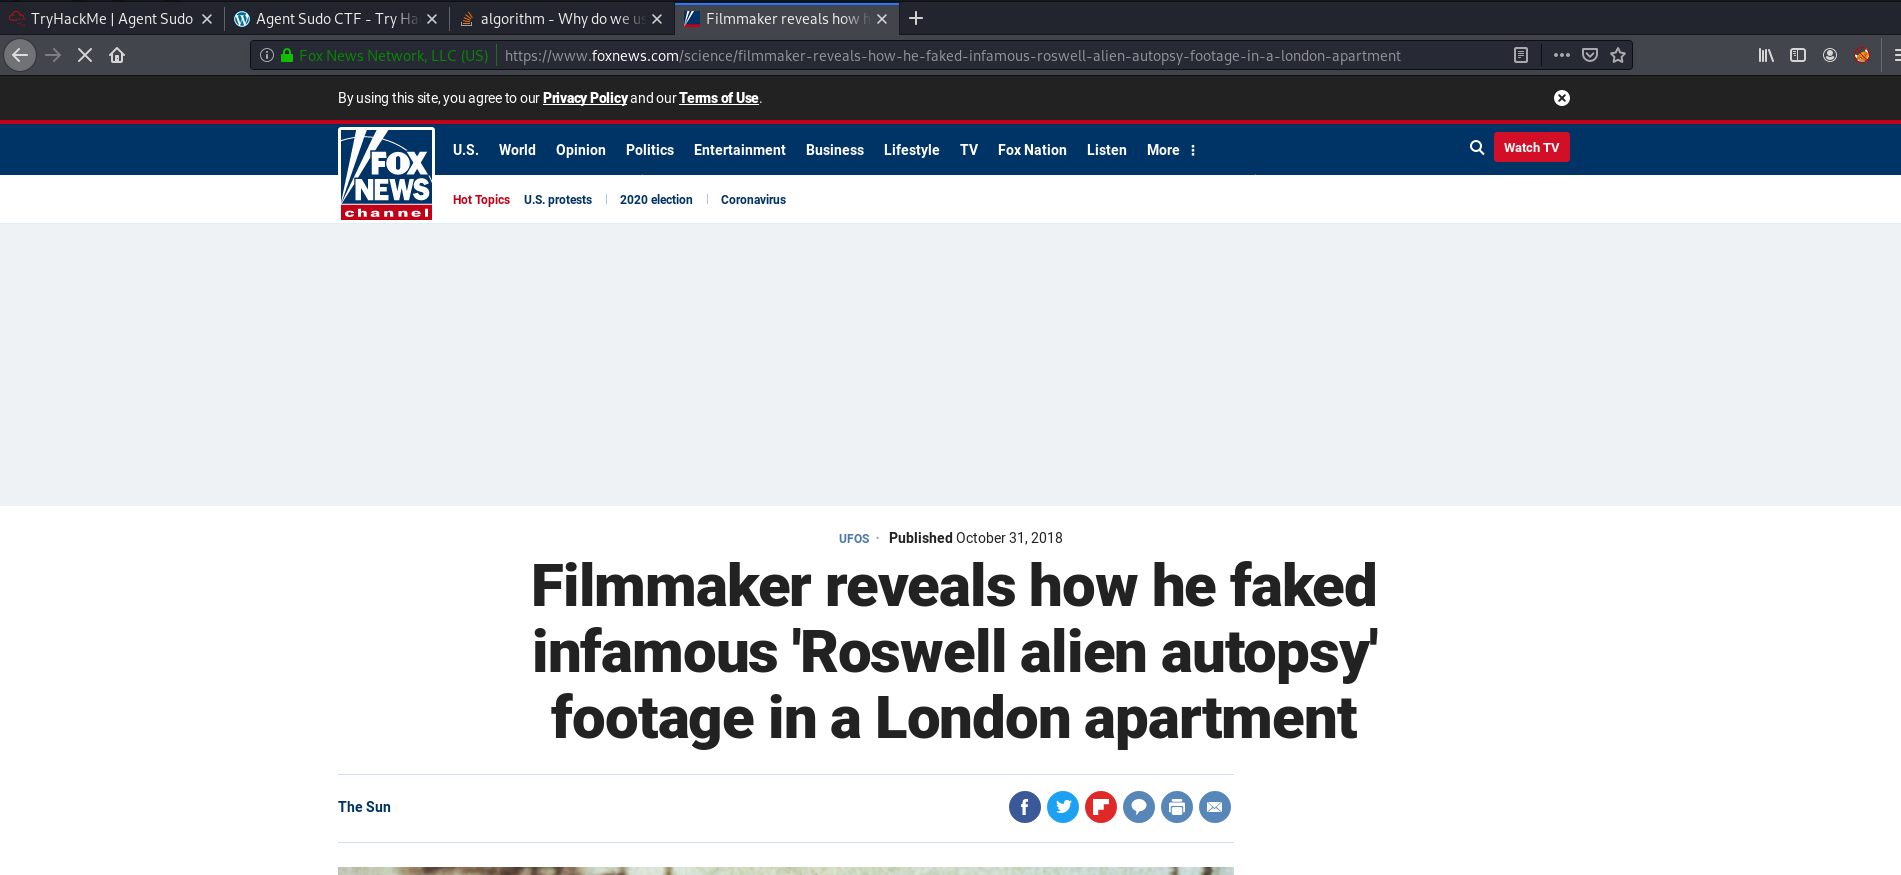 TryHackMe | Agent Sudo
Agent Sudo CTF - Try Ha
algorithm - Why do we us
Filmmaker reveals how h
Fox News Network, LLC (US)
https://www.foxnews.com/science/filmmaker-reveals-how-he-faked-infamous-roswell-alien-autopsy-footage-in-a-london-apartment
By using this site, you agree to our Privacy Policy and our Terms of Use.
FOX
NEWS
channel
U.S. World Opinion Politics Entertainment Business Lifestyle TV Fox Nation Listen More
Watch TV
Hot Topics U.S. protests 2020 election Coronavirus
UFOS · Published October 31, 2018
Filmmaker reveals how he faked
infamous 'Roswell alien autopsy'
footage in a London apartment
The Sun